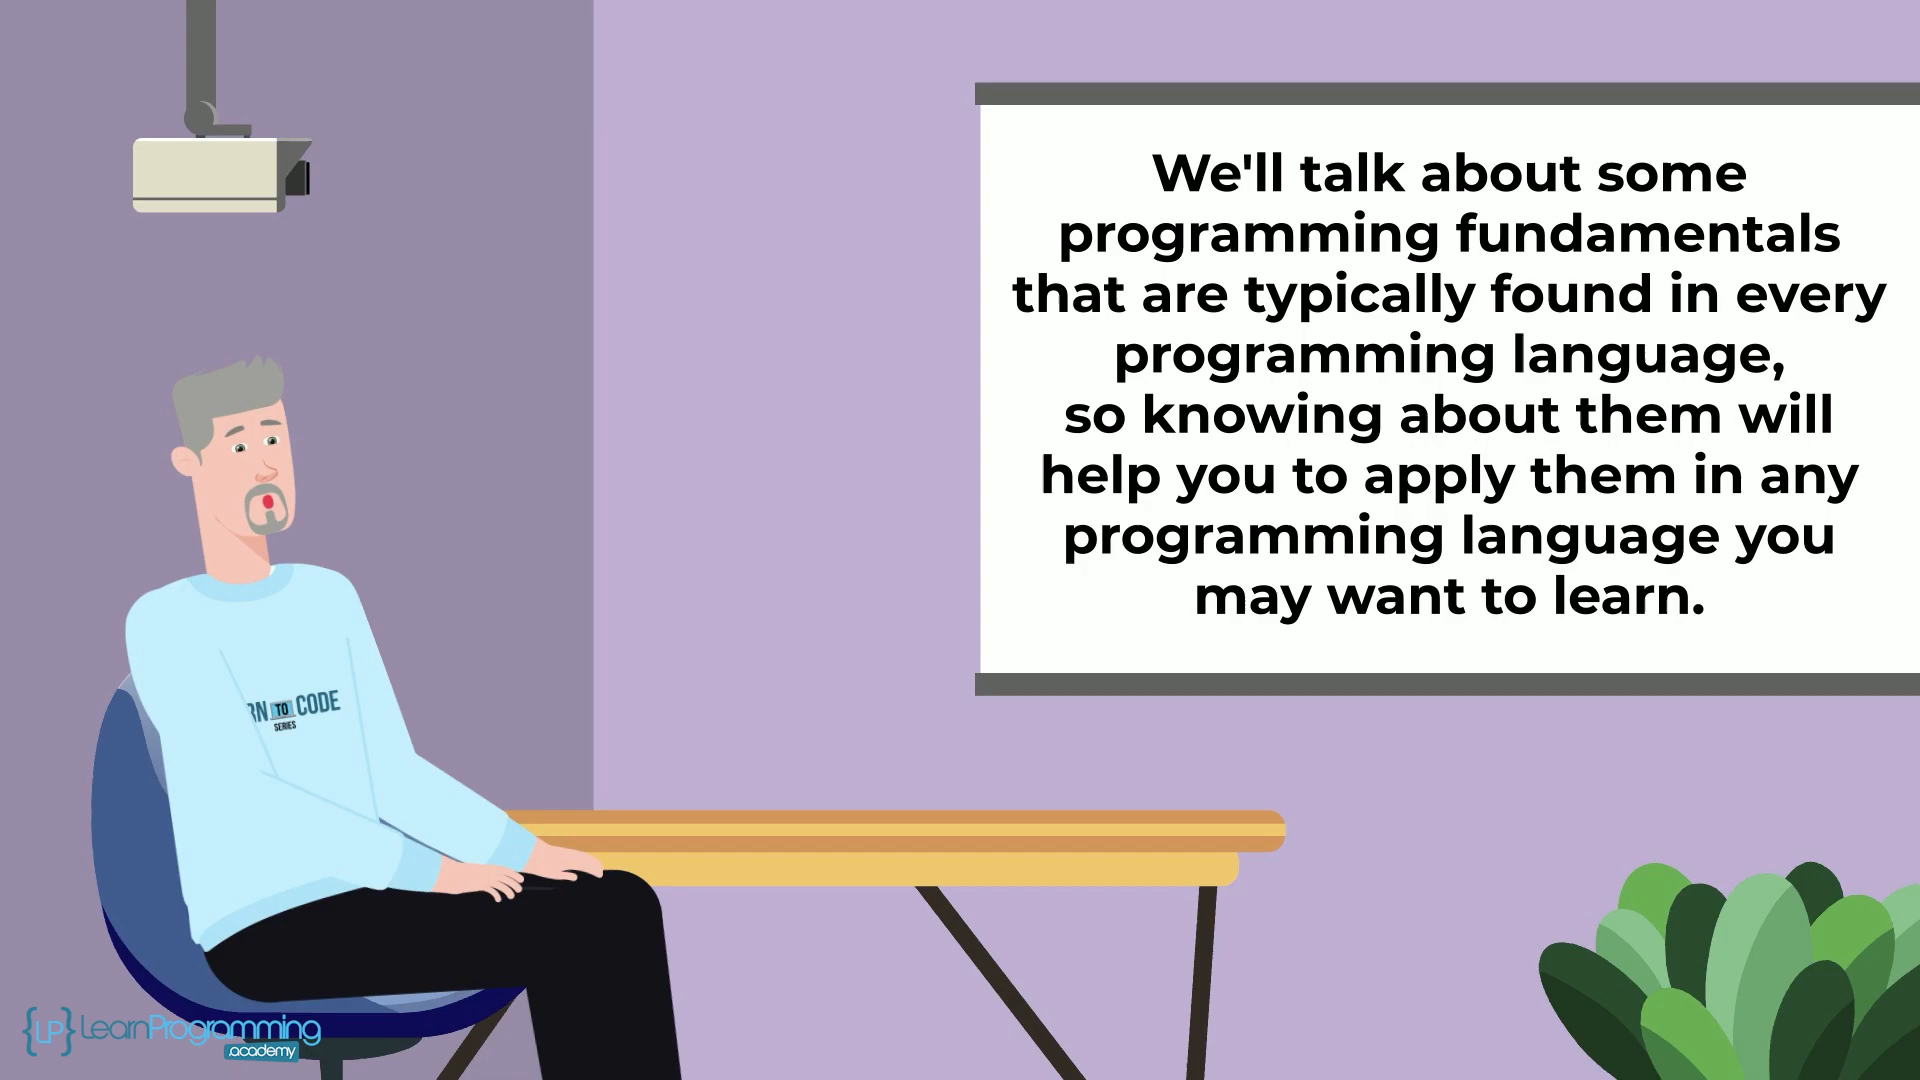 We'll talk about some
programming fundamentals
that are typically found in every
programming language,
so knowing about them will
help you to apply them in any
programming language you
may want to learn.
RN TO CODE
SERIES
{LP} LearnProgramming
.academy